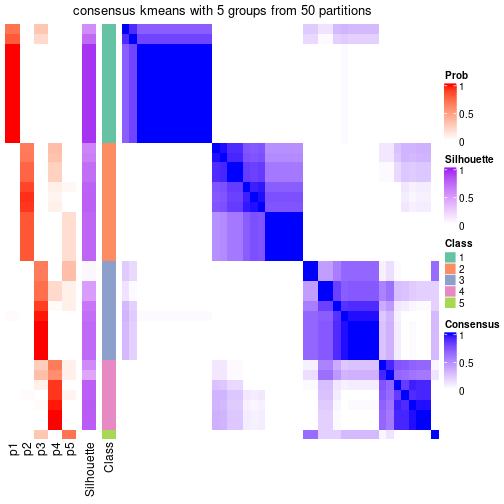 consensus kmeans with 5 groups from 50 partitions
Prob
1
0.5
0
Silhouette
1
0.5
0
Class
1
2
3
4
5
Consensus
1
0.5
0
p1
p2
p3
p4
p5
Silhouette
Class